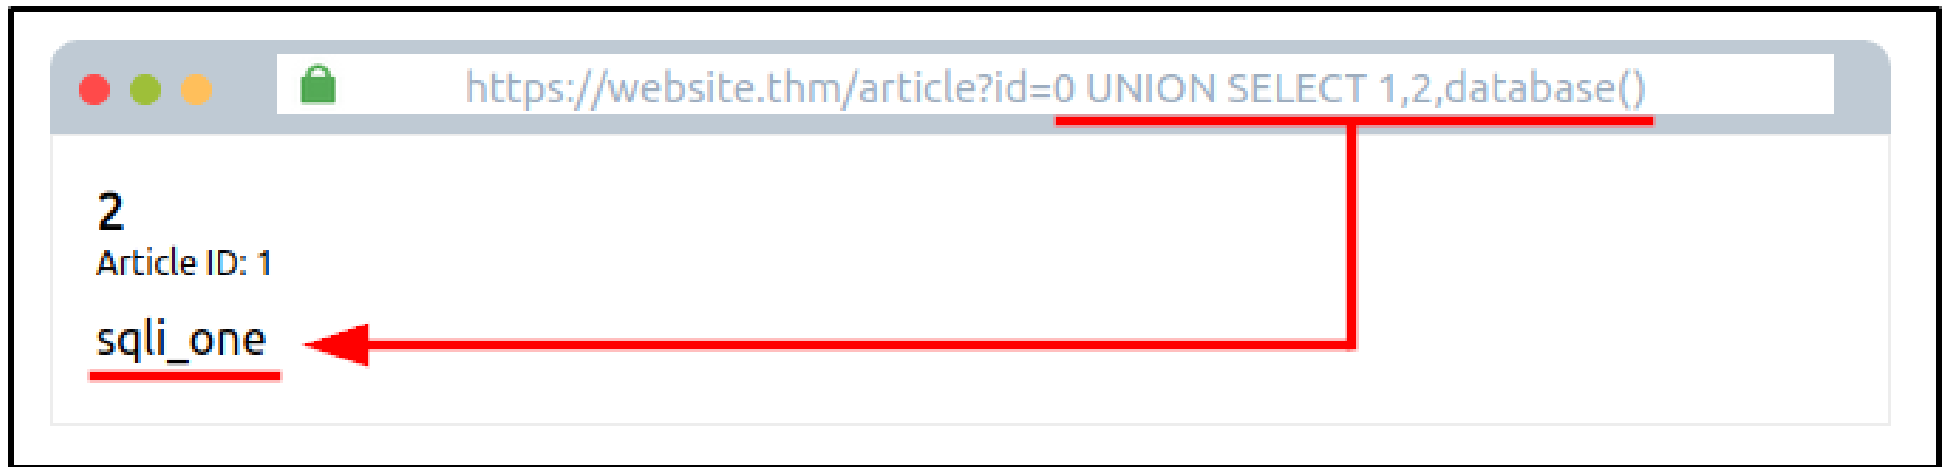 https://website.thm/article?id=0 UNION SELECT 1,2,database()
2
Article ID: 1
sqli_one